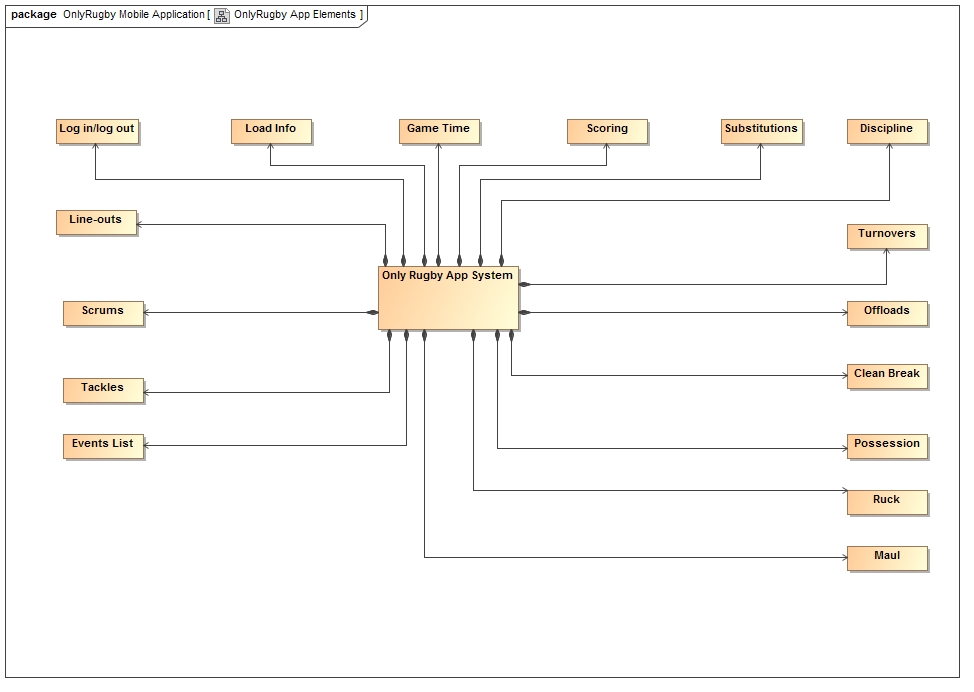 package OnlyRugby Mobile Application [ OnlyRugby App Elements ]
Log in/log out
Load Info
Game Time
Scoring
Substitutions
Discipline
Line-outs
Turnovers
Only Rugby App System
Scrums
Offloads
Clean Break
Tackles
Events List
Possession
Ruck
Maul